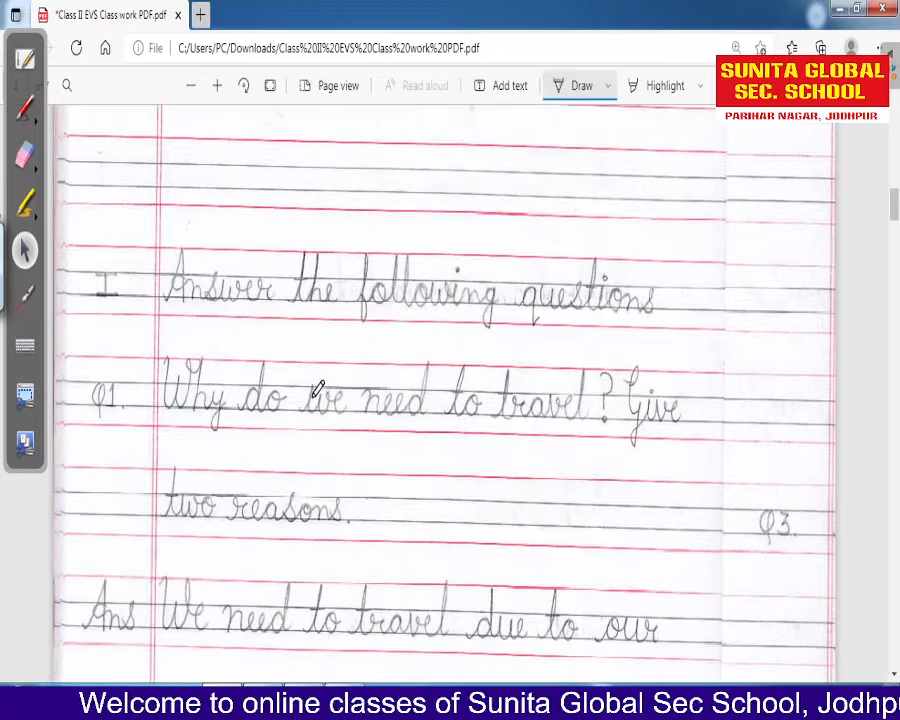 *Class II EVS Class work PDF.pdf
File C:/Users/PC/Downloads/Class%20II%20EVS%20Class%20work%20PDF.pdf
Page view Read aloud Add text Draw Highlight
SUNITA GLOBAL
SEC. SCHOOL
PARIHAR NAGAR, JODHPUR
I Answer the following questions
Q1. Why do we need to travel? Give
two reasons.
Q3.
Ans We need to travel due to our
Welcome to online classes of Sunita Global Sec School, Jodhpu